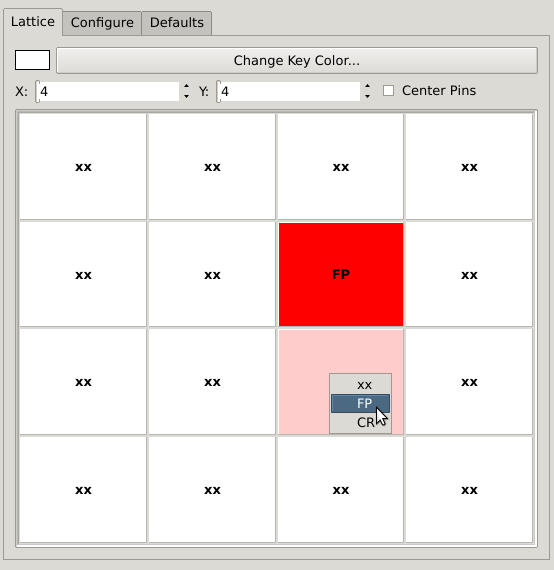 Lattice Configure Defaults
Change Key Color...
X: 4 Y: 4 Center Pins
xx xx xx xx
xx xx FP xx
xx xx xx
xx
FP
CR
xx xx xx xx